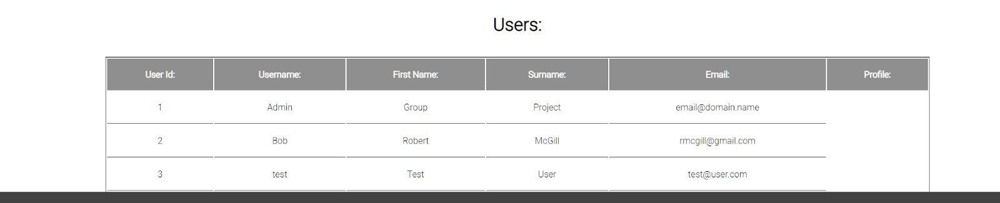 Users:
User Id: Username: First Name: Surname: Email: Profile:
1 Admin Group Project email@domain.name
2 Bob Robert McGill rmcgill@gmail.com
3 test Test User test@user.com